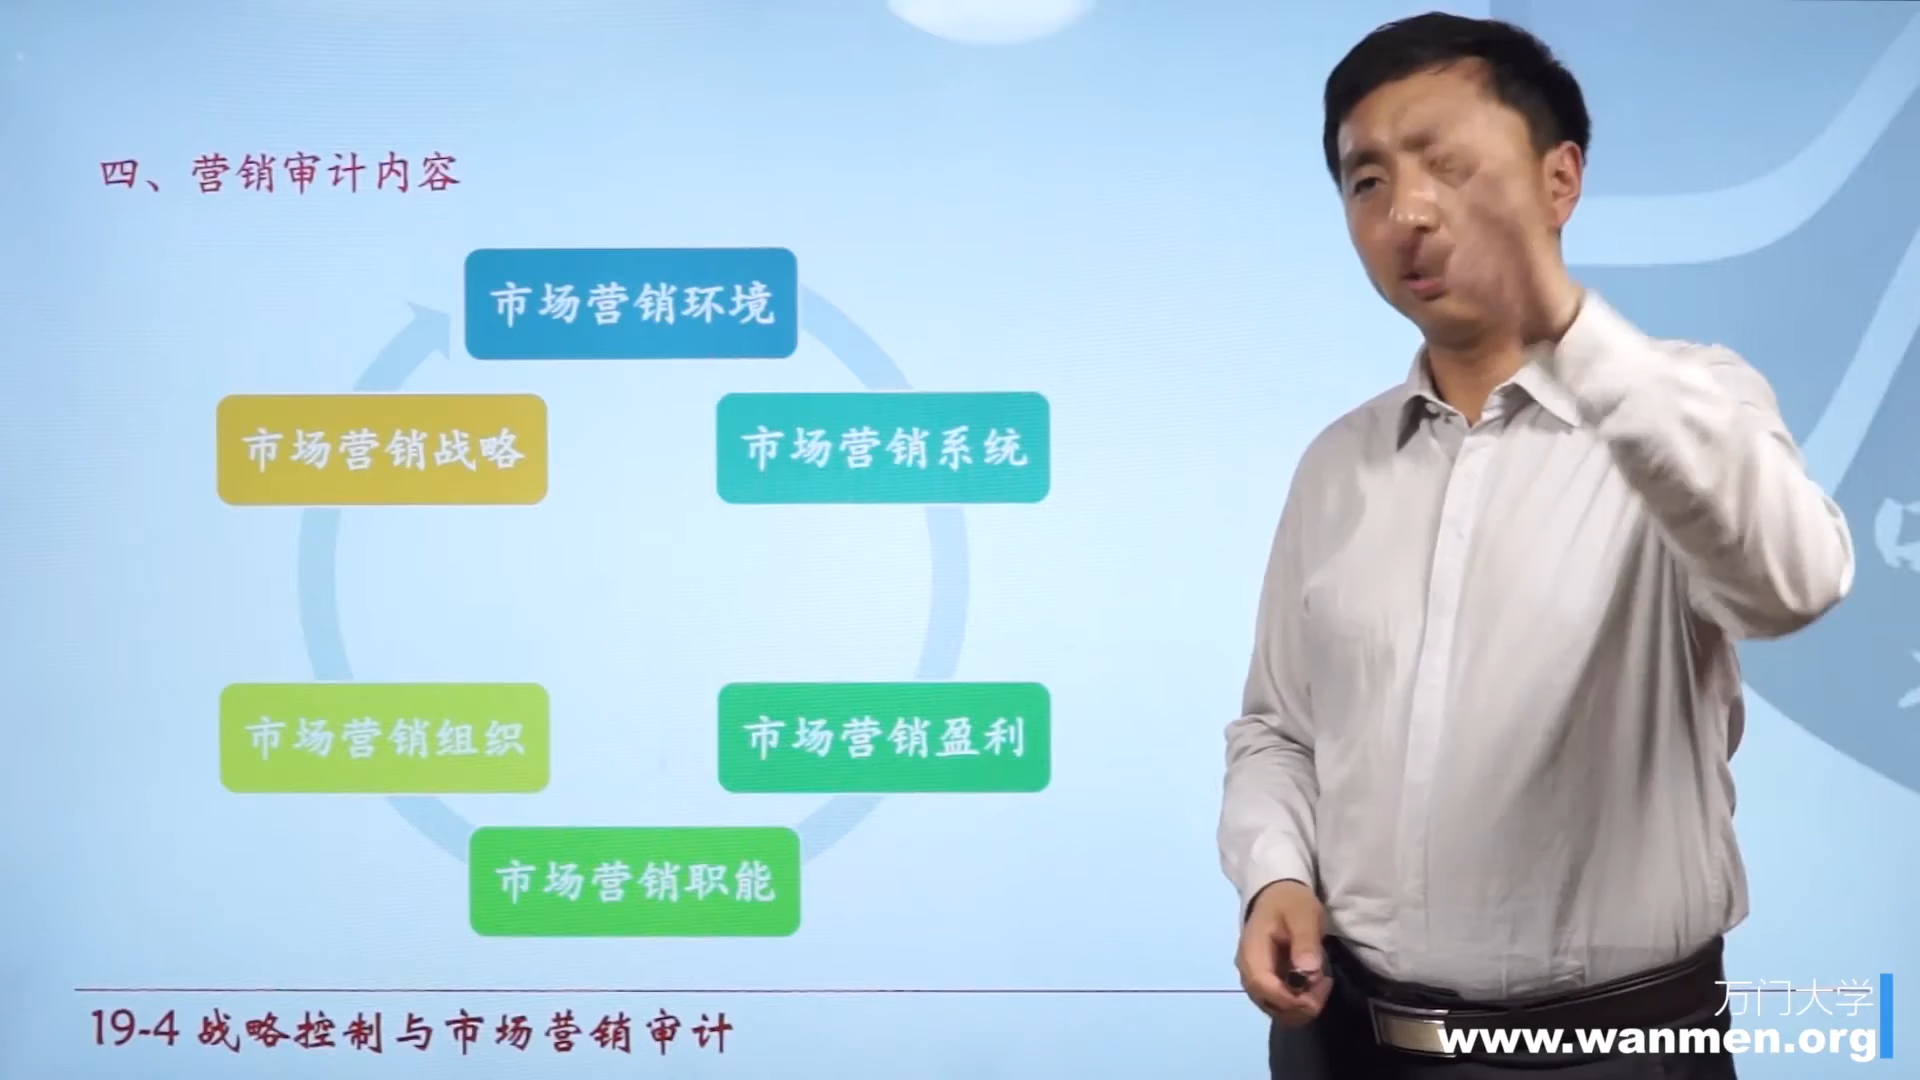 四、营销审计内容
市场营销环境
市场营销战略
市场营销系统
市场营销组织
市场营销盈利
市场营销职能
19-4 战略控制与市场营销审计
万门大学
www.wanmen.org